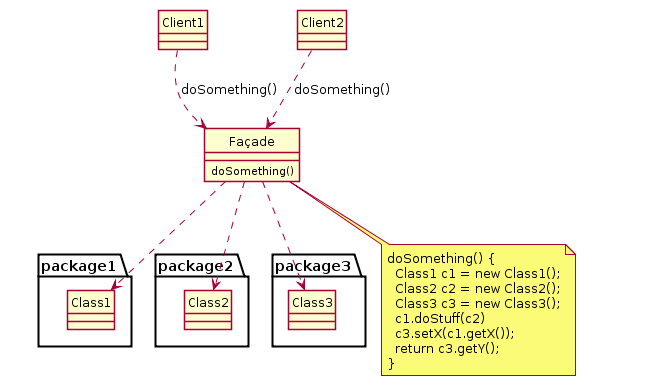 Client1
Client2
doSomething()
doSomething()
Façade
doSomething()
package1
package2
package3
Class1
Class2
Class3
doSomething() {
  Class1 c1 = new Class1();
  Class2 c2 = new Class2();
  Class3 c3 = new Class3();
  c1.doStuff(c2)
  c3.setX(c1.getX());
  return c3.getY();
}